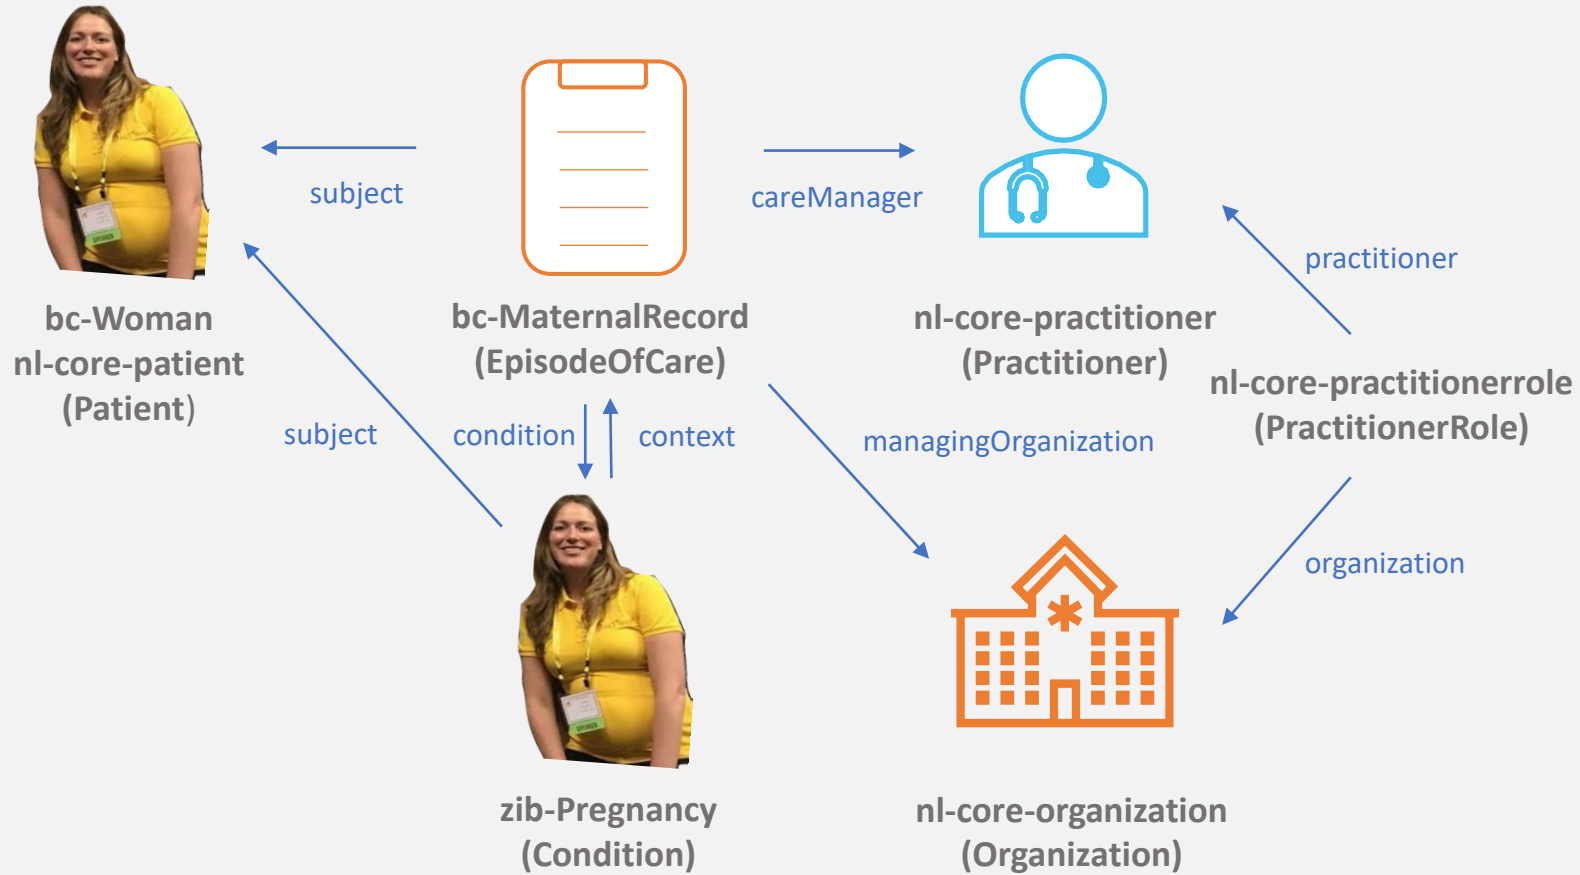 subject
careManager
practitioner
bc-Woman
nl-core-patient
(Patient)
bc-MaternalRecord
(EpisodeOfCare)
nl-core-practitioner
(Practitioner)
nl-core-practitionerrole
(PractitionerRole)
subject
condition
context
managingOrganization
organization
zib-Pregnancy
(Condition)
nl-core-organization
(Organization)